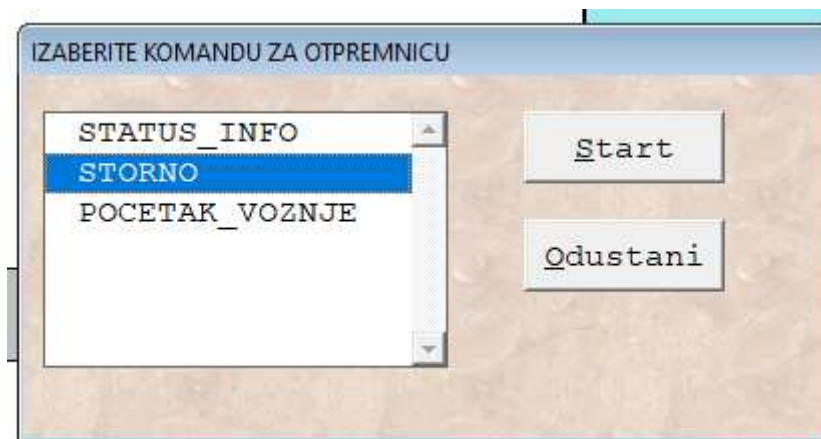 IZABERITE KOMANDU ZA OTPREMNICU
STATUS_INFO
STORNO
POCETAK_VOZNJE
Start
Odustani